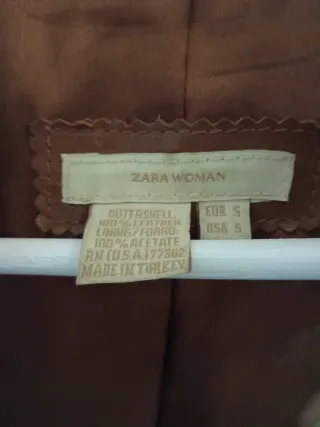 ZARA WOMAN
OUTERSHELL
100% LEATHER
LINING/FORRO:
100% ACETATE
RN (U.S.A.) 77302
MADE IN TURKEY
EUR S
USA S